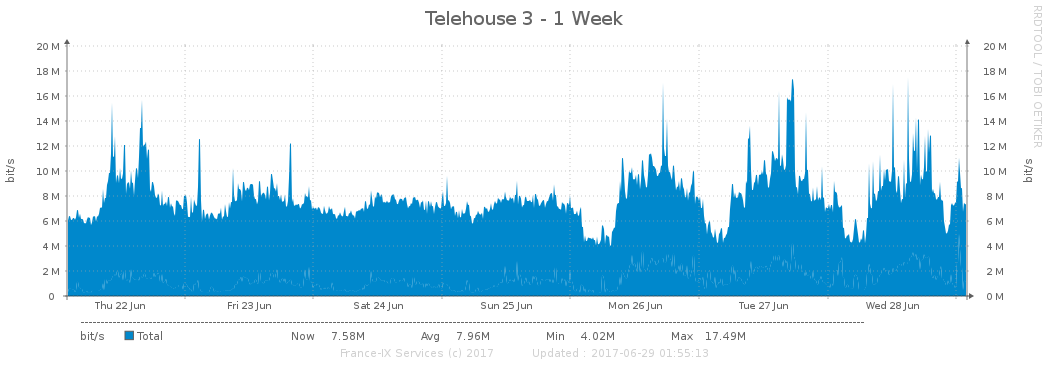 Telehouse 3 - 1 Week
RRDTOOL / TOBI OETIKER
bit/s
20 M
18 M
16 M
14 M
12 M
10 M
8 M
6 M
4 M
2 M
0
20 M
18 M
16 M
14 M
12 M
10 M
8 M
6 M
4 M
2 M
0 M
bit/s
Thu 22 Jun Fri 23 Jun Sat 24 Jun Sun 25 Jun Mon 26 Jun Tue 27 Jun Wed 28 Jun
bit/s Total Now 7.58M Avg 7.96M Min 4.02M Max 17.49M
France-IX Services (c) 2017 Updated : 2017-06-29 01:55:13